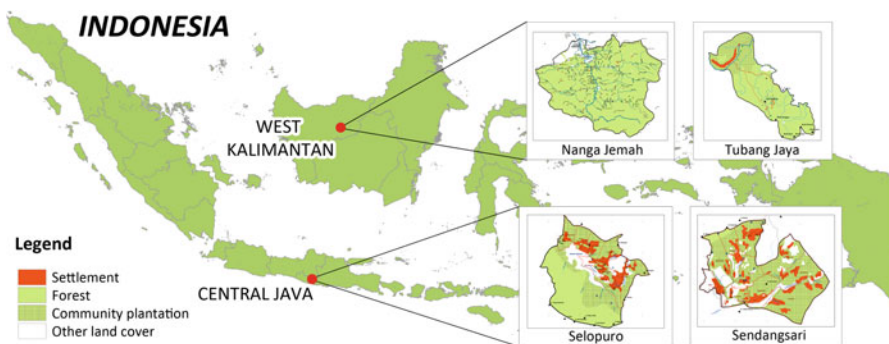 INDONESIA
WEST
KALIMANTAN
Nanga Jemah
Tubang Jaya
Legend
Settlement
Forest
Community plantation
Other land cover
CENTRAL JAVA
Selopuro
Sendangsari